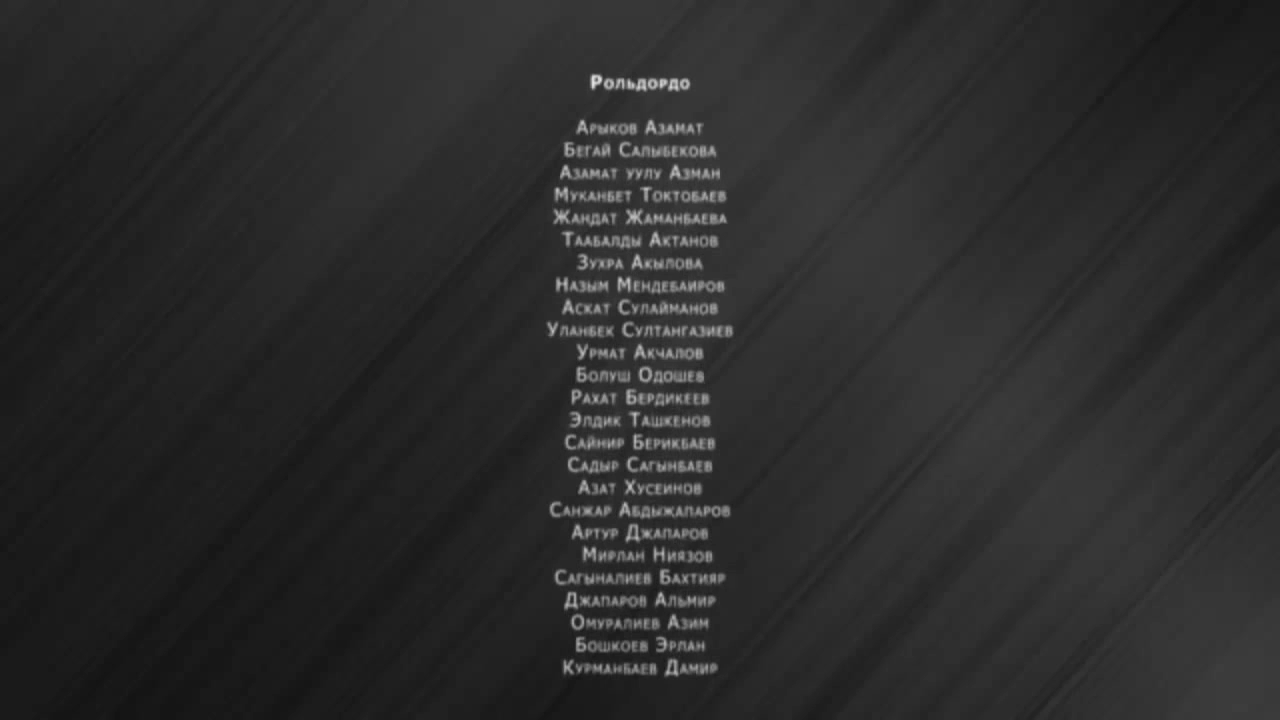 Рольдордо
Арыков Азамат
Бегай Салыбекова
Азамат уулу Азман
Муканбет Токтобаев
Жандат Жаманбаева
Таабалды Актанов
Зухра Акылова
Назым Мендебаиров
Аскат Сулайманов
Уланбек Султангазиев
Урмат Акчалов
Болуш Одошев
Рахат Бердикеев
Элдик Ташкенов
Сайнир Берикбаев
Садыр Сагынбаев
Азат Хусеинов
Санжар Абдыжапаров
Артур Джапаров
Мирлан Ниязов
Сагыналиев Бахтияр
Джапаров Альмир
Омуралиев Азим
Бошкоев Эрлан
Курманбаев Дамир